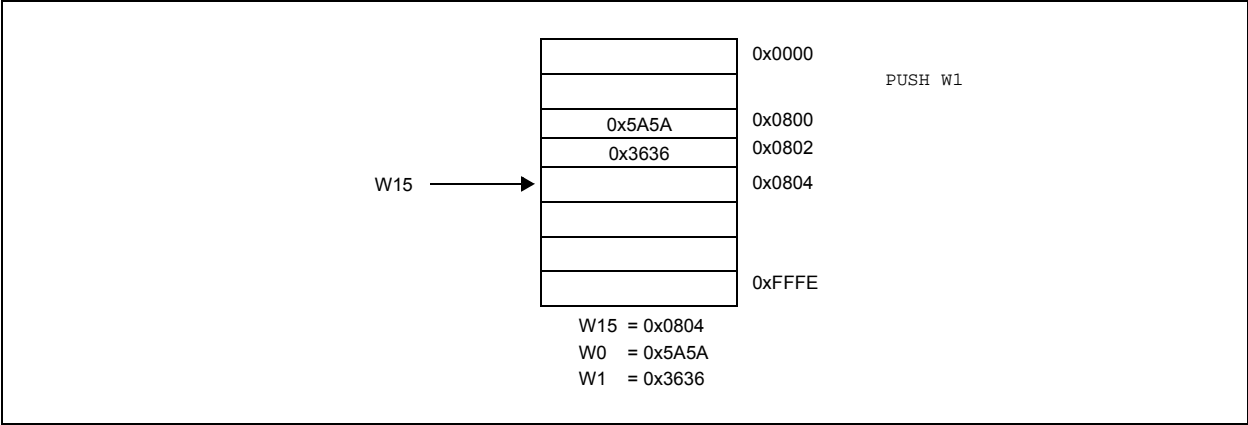 0x0000
PUSH W1
0x5A5A 0x0800
0x3636 0x0802
W15 0x0804
0xFFFE
W15 = 0x0804
W0 = 0x5A5A
W1 = 0x3636